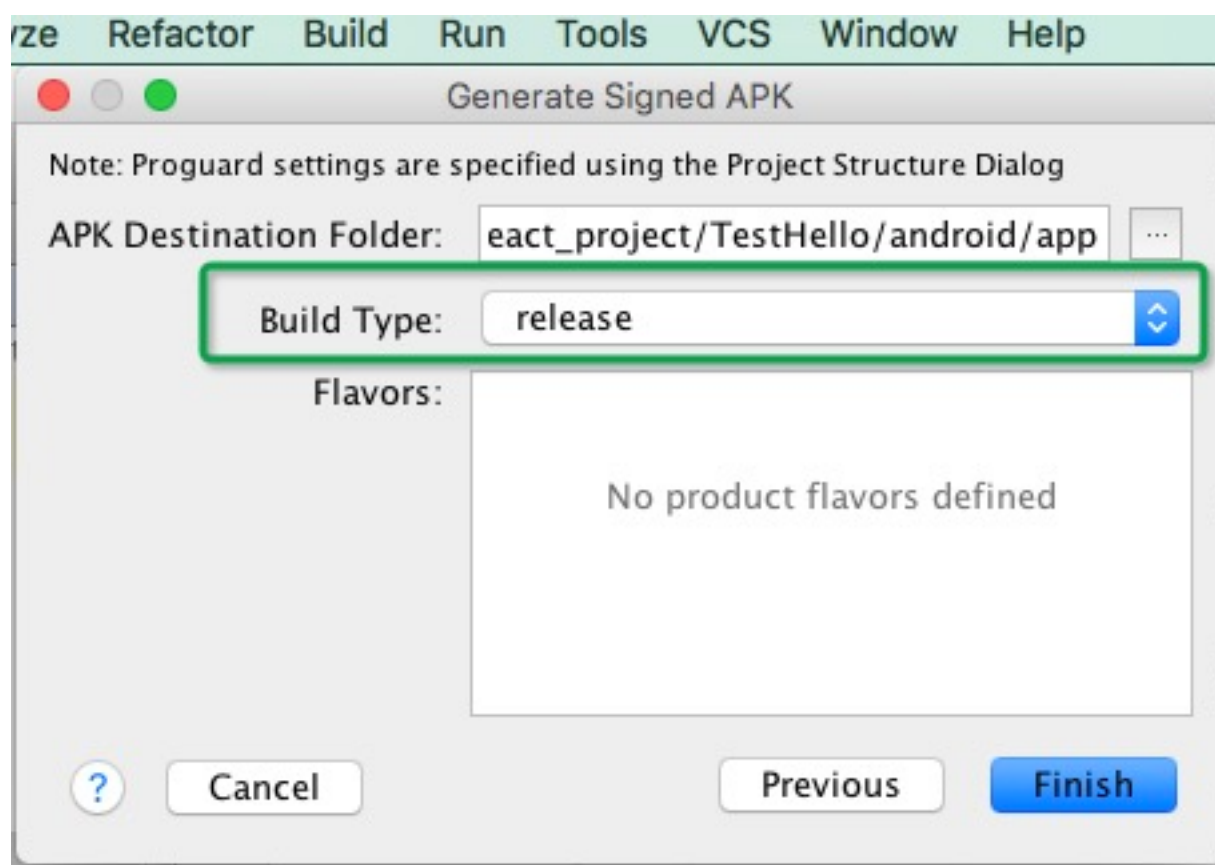 yze Refactor Build Run Tools VCS Window Help
Generate Signed APK
Note: Proguard settings are specified using the Project Structure Dialog
APK Destination Folder: eact_project/TestHello/android/app ...
Build Type: release
Flavors:
No product flavors defined
? Cancel Previous Finish